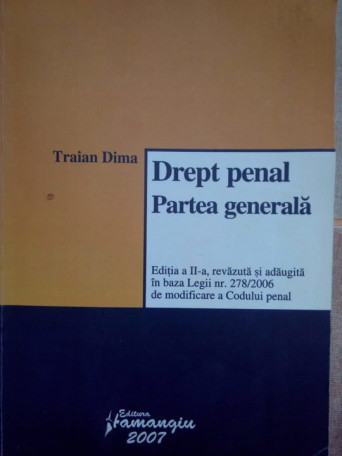 Traian Dima
Drept penal
Partea generală
Ediția a II-a, revăzută și adăugită
în baza Legii nr. 278/2006
de modificare a Codului penal
Editura
Hamangiu
2007